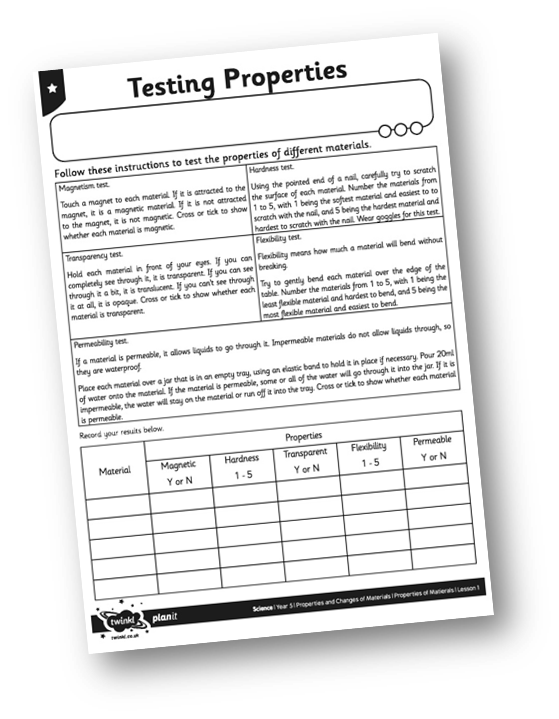 Testing Properties
Follow these instructions to test the properties of different materials.
Magnetism test.
Touch a magnet to each material. If it is attracted to the
magnet, it is a magnetic material. If it is not attracted
to the magnet, it is not magnetic. Cross or tick to show
whether each material is magnetic.
Hardness test.
Using the pointed end of a nail, carefully try to scratch
the surface of each material. Number the materials from
1 to 5, with 1 being the softest material and easiest to to
scratch with the nail, and 5 being the hardest material and
hardest to scratch with the nail. Wear goggles for this test.
Transparency test.
Hold each material in front of your eyes. If you can
completely see through it, it is transparent. If you can see
through it a bit, it is translucent. If you can't see through
it at all, it is opaque. Cross or tick to show whether each
material is transparent.
Flexibility test.
Flexibility means how much a material will bend without
breaking.
Try to gently bend each material over the edge of the
table. Number the materials from 1 to 5, with 1 being the
least flexible material and hardest to bend, and 5 being the
most flexible material and easiest to bend.
Permeability test.
If a material is permeable, it allows liquids to go through it. Impermeable materials do not allow liquids through, so
they are waterproof.
Place each material over a jar that is in an empty tray, using an elastic band to hold it in place if necessary. Pour 20ml
of water onto the material. If the material is permeable, some or all of the water will go through it into the jar. If it is
impermeable, the water will stay on the material or run off it into the tray. Cross or tick to show whether each material
is permeable.
Record your results below.
Material
Properties
Magnetic
Y or N
Hardness
1 - 5
Transparent
Y or N
Flexibility
1 - 5
Permeable
Y or N
twinkl
planit
twinkl.co.uk
Science | Year 5 | Properties and Changes of Materials | Properties of Matierals | Lesson 1